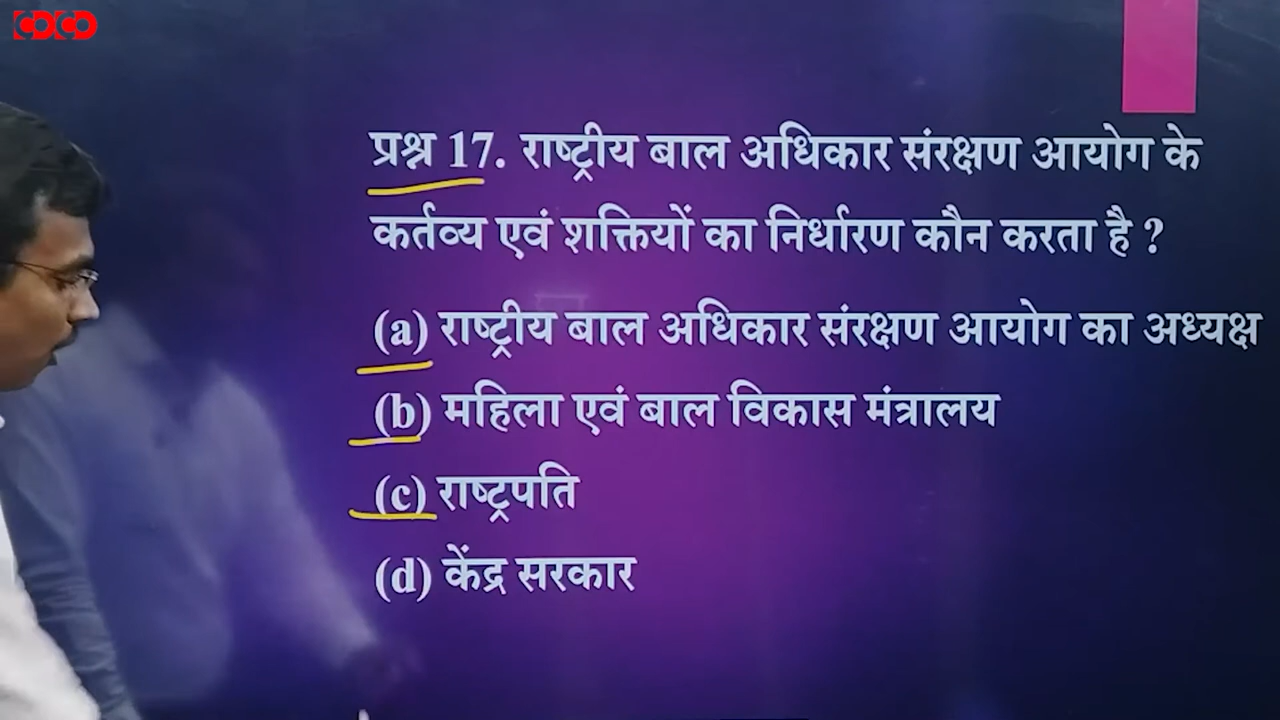 COCO
प्रश्न 17. राष्ट्रीय बाल अधिकार संरक्षण आयोग के
कर्तव्य एवं शक्तियों का निर्धारण कौन करता है ?
(a) राष्ट्रीय बाल अधिकार संरक्षण आयोग का अध्यक्ष
(b) महिला एवं बाल विकास मंत्रालय
(c) राष्ट्रपति
(d) केंद्र सरकार